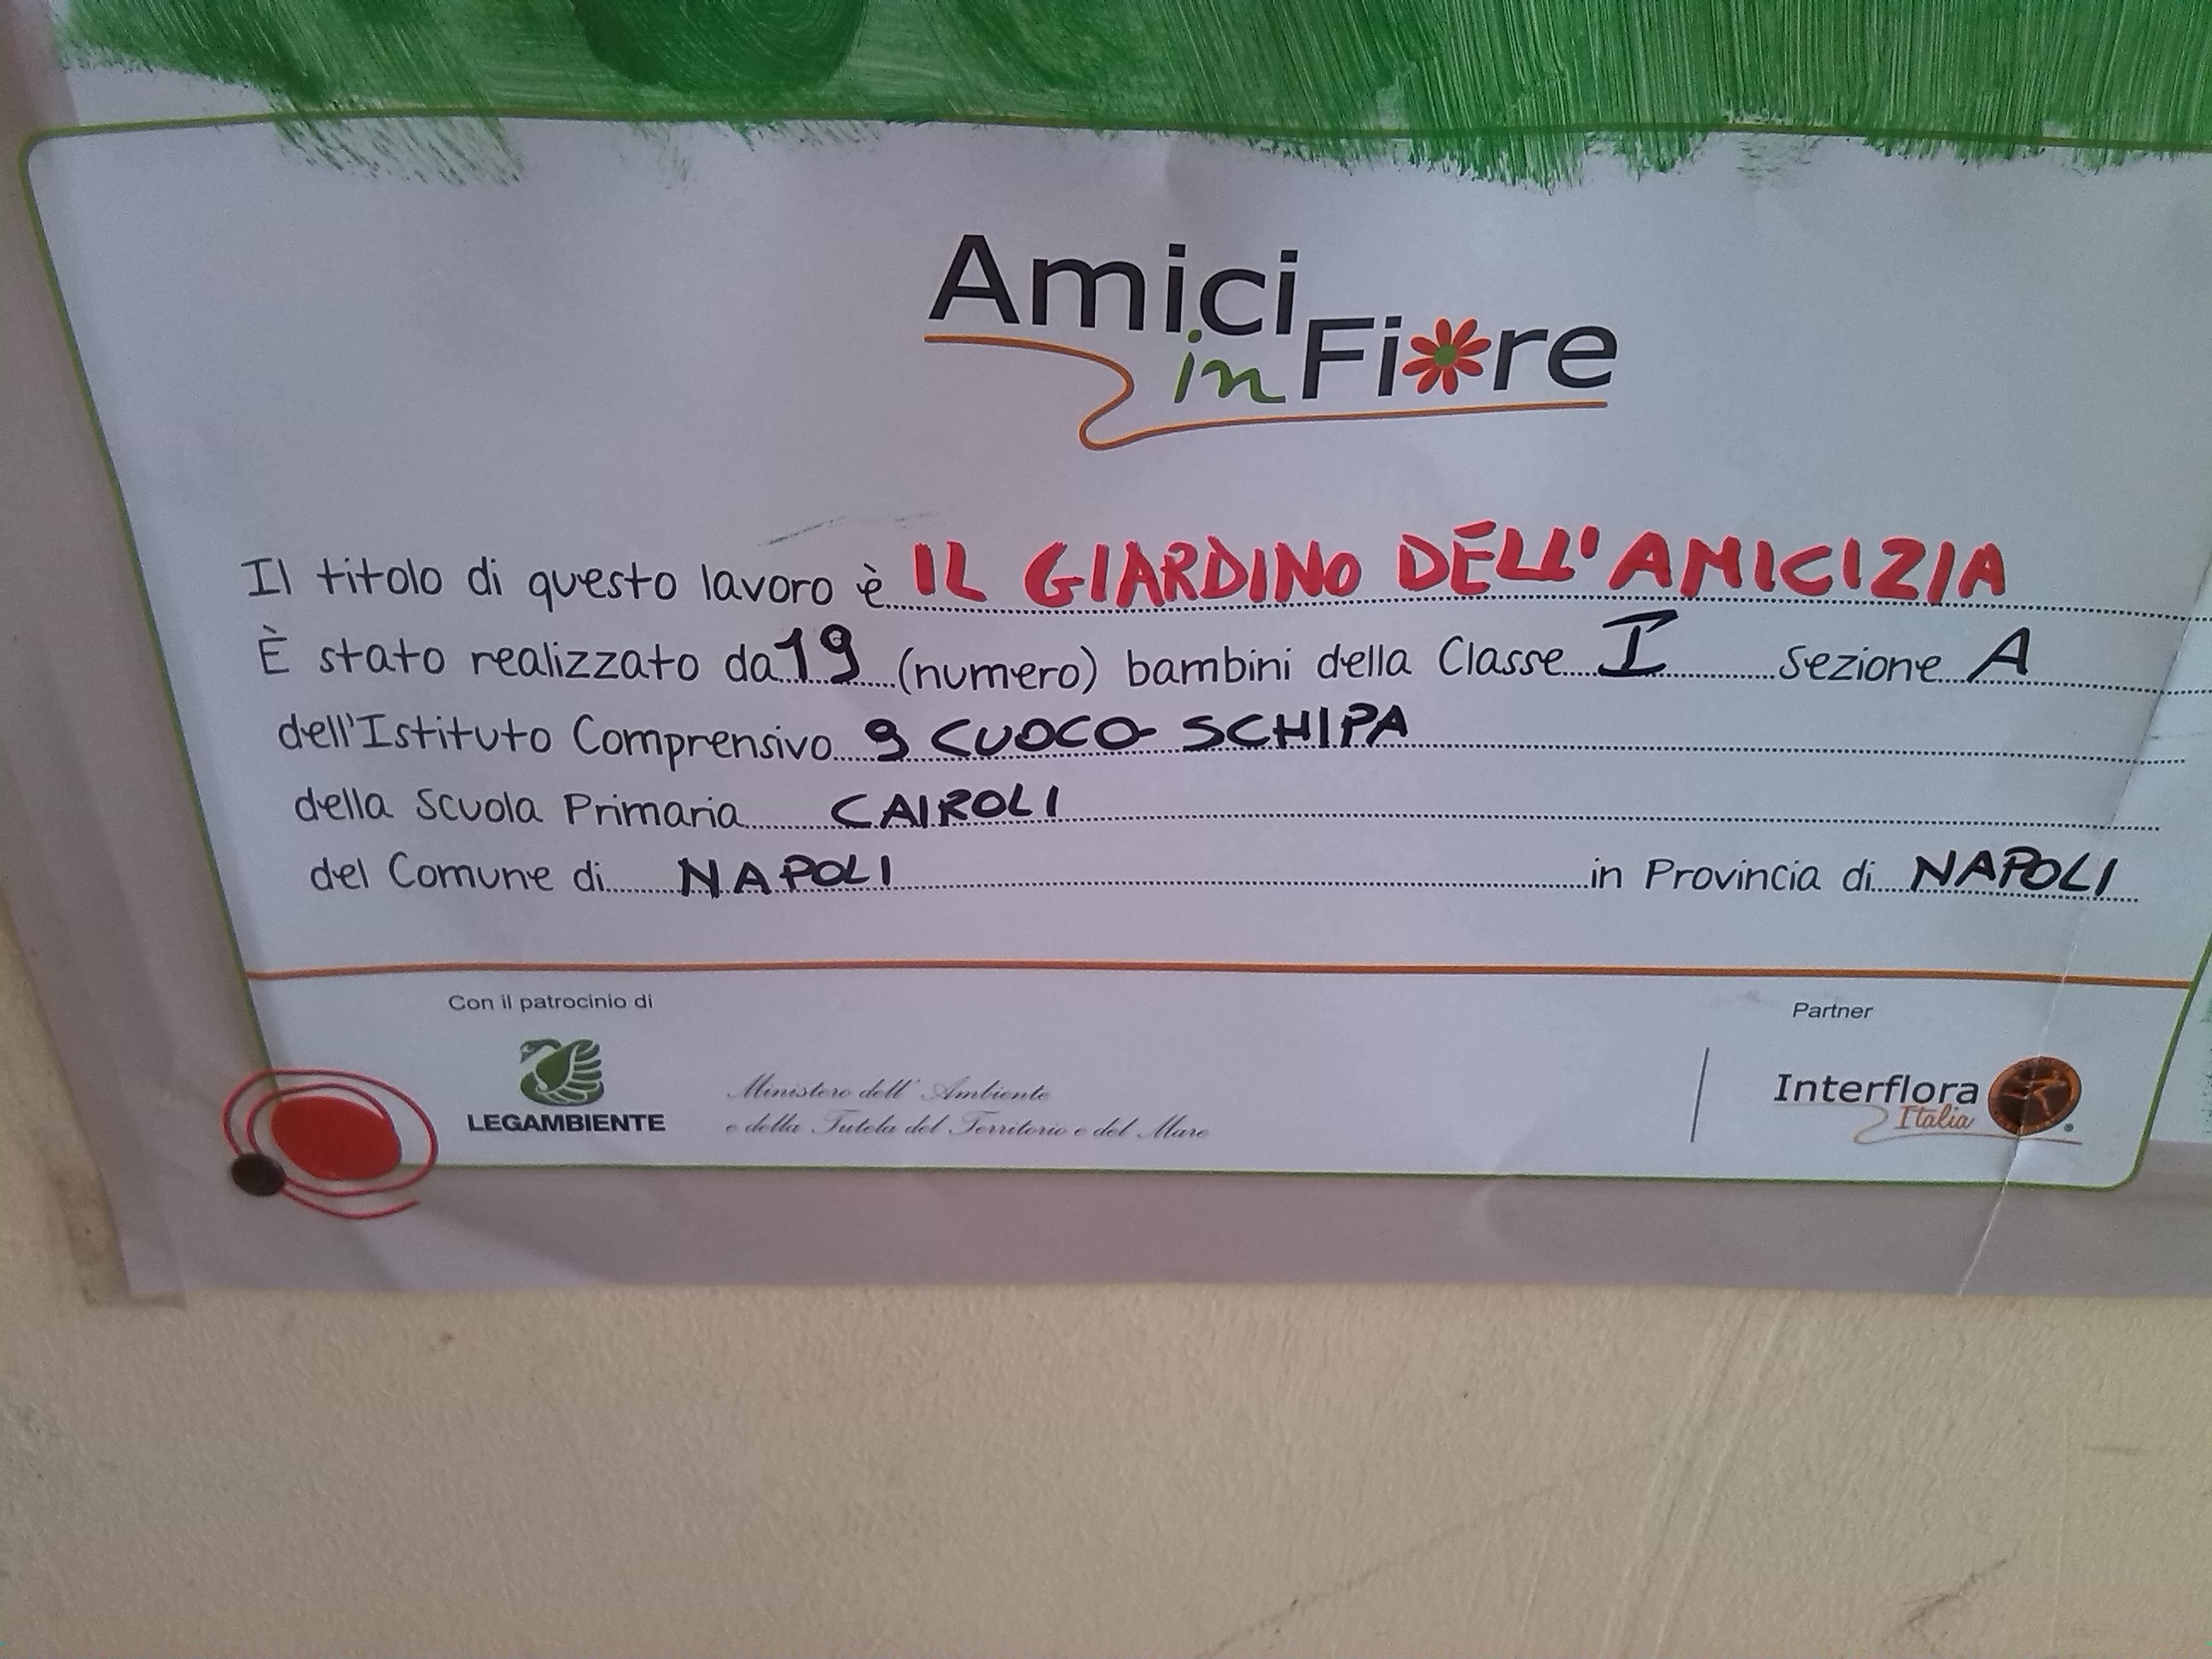 Amici
in Fiore
Il titolo di questo lavoro è IL GIARDINO DELL'AMICIZIA
È stato realizzato da 19 (numero) bambini della Classe I Sezione A
dell'Istituto Comprensivo 9 CUOCO- SCHIPA
della Scuola Primaria CAIROLI
del Comune di NAPOLI in Provincia di NAPOLI
Con il patrocinio di
Partner
LEGAMBIENTE
Ministero dell'Ambiente
e della Tutela del Territorio e del Mare
Interflora
Italia